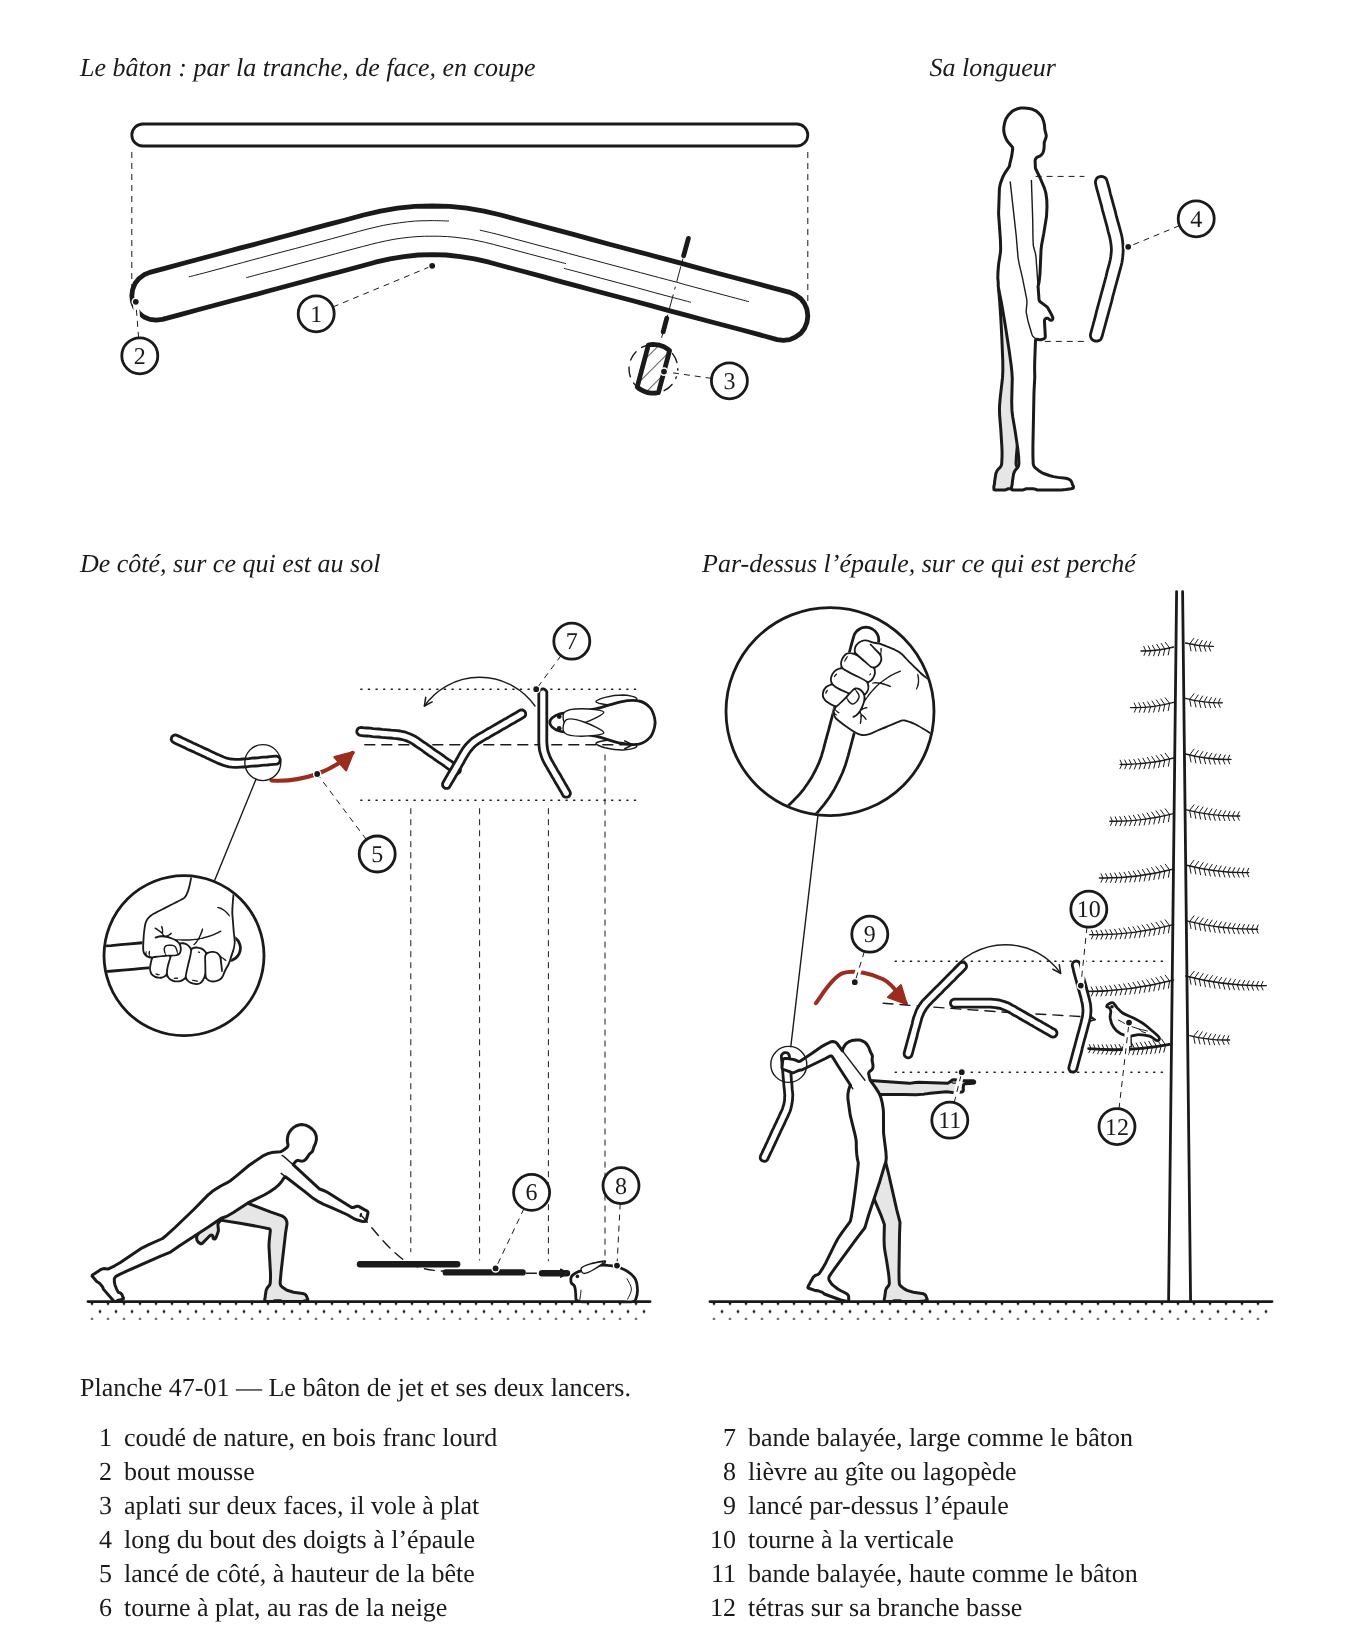 Le bâton : par la tranche, de face, en coupe
Sa longueur
1
2
3
4
De côté, sur ce qui est au sol
Par-dessus l’épaule, sur ce qui est perché
7
5
6
8
9
10
11
12
Planche 47-01 — Le bâton de jet et ses deux lancers.
1 coudé de nature, en bois franc lourd
2 bout mousse
3 aplati sur deux faces, il vole à plat
4 long du bout des doigts à l’épaule
5 lancé de côté, à hauteur de la bête
6 tourne à plat, au ras de la neige
7 bande balayée, large comme le bâton
8 lièvre au gîte ou lagopède
9 lancé par-dessus l’épaule
10 tourne à la verticale
11 bande balayée, haute comme le bâton
12 tétras sur sa branche basse